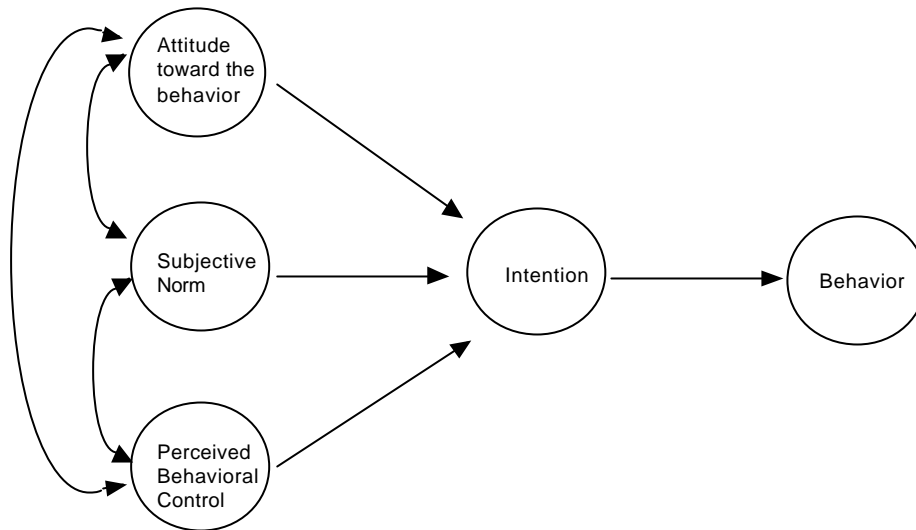 Attitude
toward the
behavior
Subjective
Norm
Intention
Behavior
Perceived
Behavioral
Control